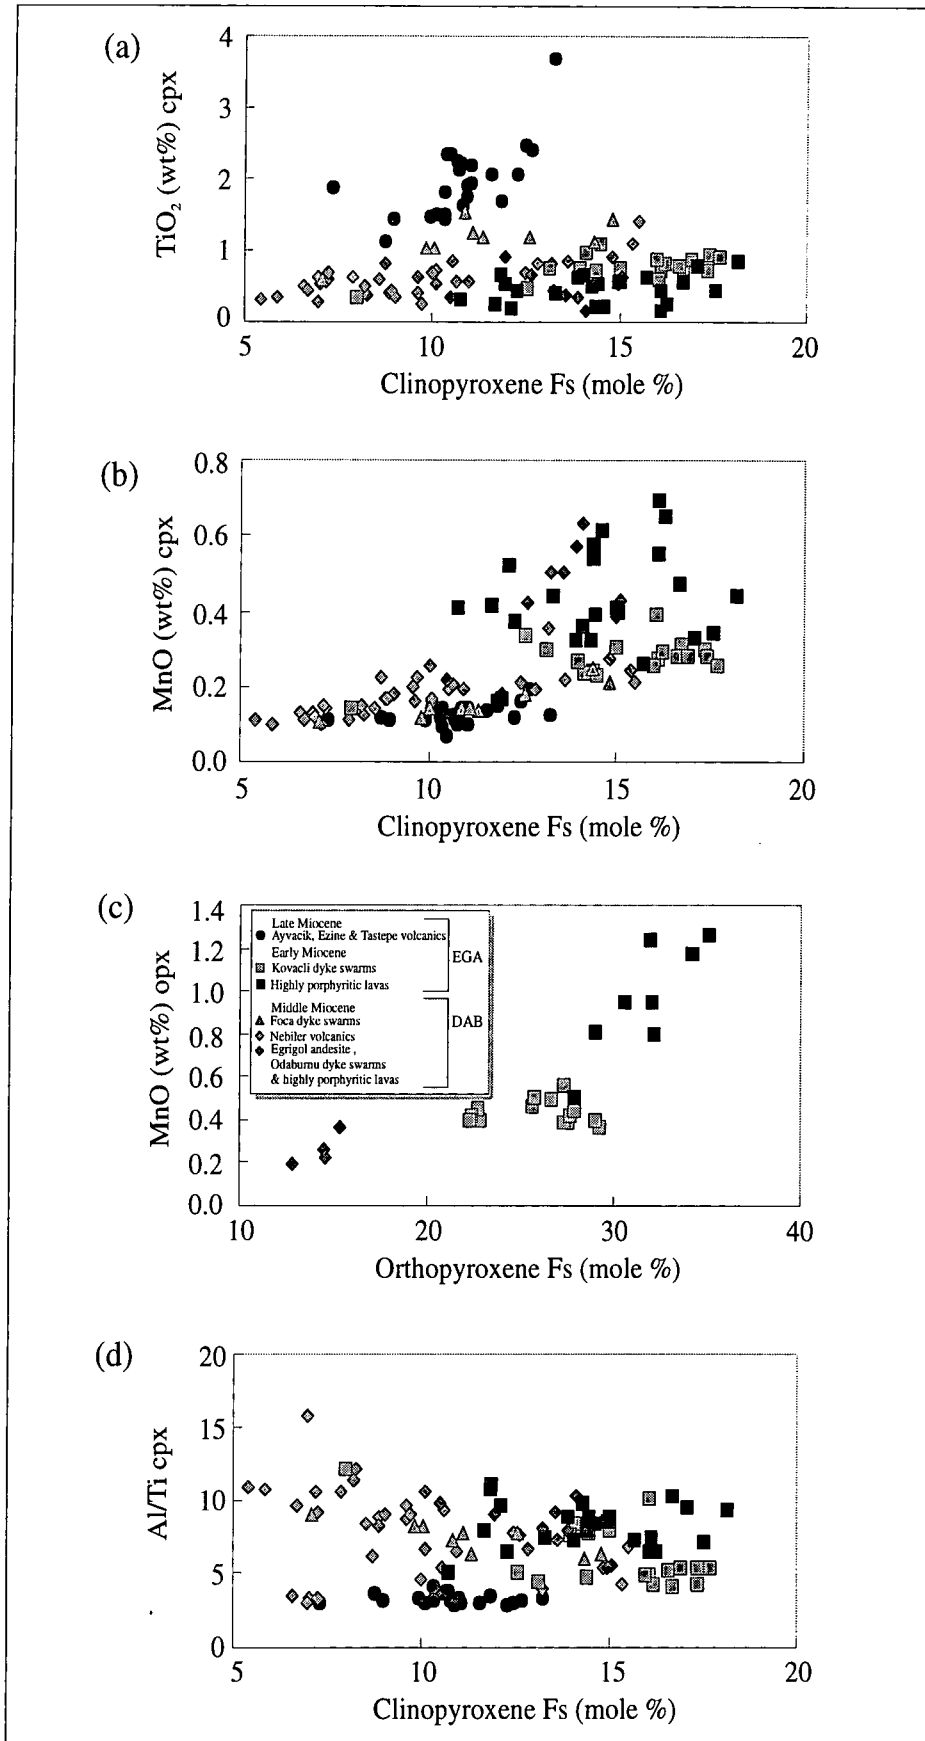 (a)
4
3
2
1
0
TiO₂ (wt%) cpx
5 10 15 20
Clinopyroxene Fs (mole %)
(b)
0.8
0.6
0.4
0.2
0.0
MnO (wt%) cpx
5 10 15 20
Clinopyroxene Fs (mole %)
(c)
1.4
1.2
1.0
0.8
0.6
0.4
0.2
0.0
MnO (wt%) opx
Late Miocene
Ayvacik, Ezine & Tastepe volcanics
Early Miocene
Kovacli dyke swarms
Highly porphyritic lavas
EGA
Middle Miocene
Foca dyke swarms
Nebiler volcanics
Egrigol andesite ,
Odaburnu dyke swarms
& highly porphyritic lavas
DAB
10 20 30 40
Orthopyroxene Fs (mole %)
(d)
20
15
10
5
0
Al/Ti cpx
5 10 15 20
Clinopyroxene Fs (mole %)